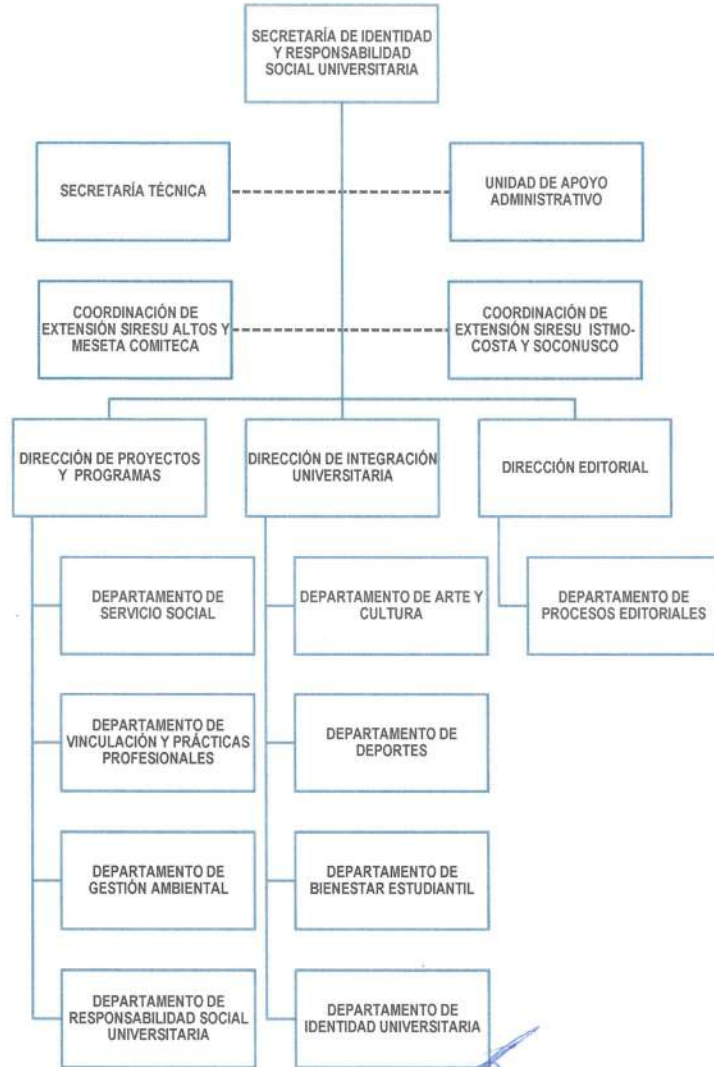 SECRETARÍA DE IDENTIDAD
Y RESPONSABILIDAD
SOCIAL UNIVERSITARIA
SECRETARÍA TÉCNICA
UNIDAD DE APOYO
ADMINISTRATIVO
COORDINACIÓN DE
EXTENSIÓN SIRESU ALTOS Y
MESETA COMITECA
COORDINACIÓN DE
EXTENSIÓN SIRESU ISTMO-
COSTA Y SOCONUSCO
DIRECCIÓN DE PROYECTOS
Y PROGRAMAS
DIRECCIÓN DE INTEGRACIÓN
UNIVERSITARIA
DIRECCIÓN EDITORIAL
DEPARTAMENTO DE
SERVICIO SOCIAL
DEPARTAMENTO DE ARTE Y
CULTURA
DEPARTAMENTO DE
PROCESOS EDITORIALES
DEPARTAMENTO DE
VINCULACIÓN Y PRÁCTICAS
PROFESIONALES
DEPARTAMENTO DE
DEPORTES
DEPARTAMENTO DE
GESTIÓN AMBIENTAL
DEPARTAMENTO DE
BIENESTAR ESTUDIANTIL
DEPARTAMENTO DE
RESPONSABILIDAD SOCIAL
UNIVERSITARIA
DEPARTAMENTO DE
IDENTIDAD UNIVERSITARIA